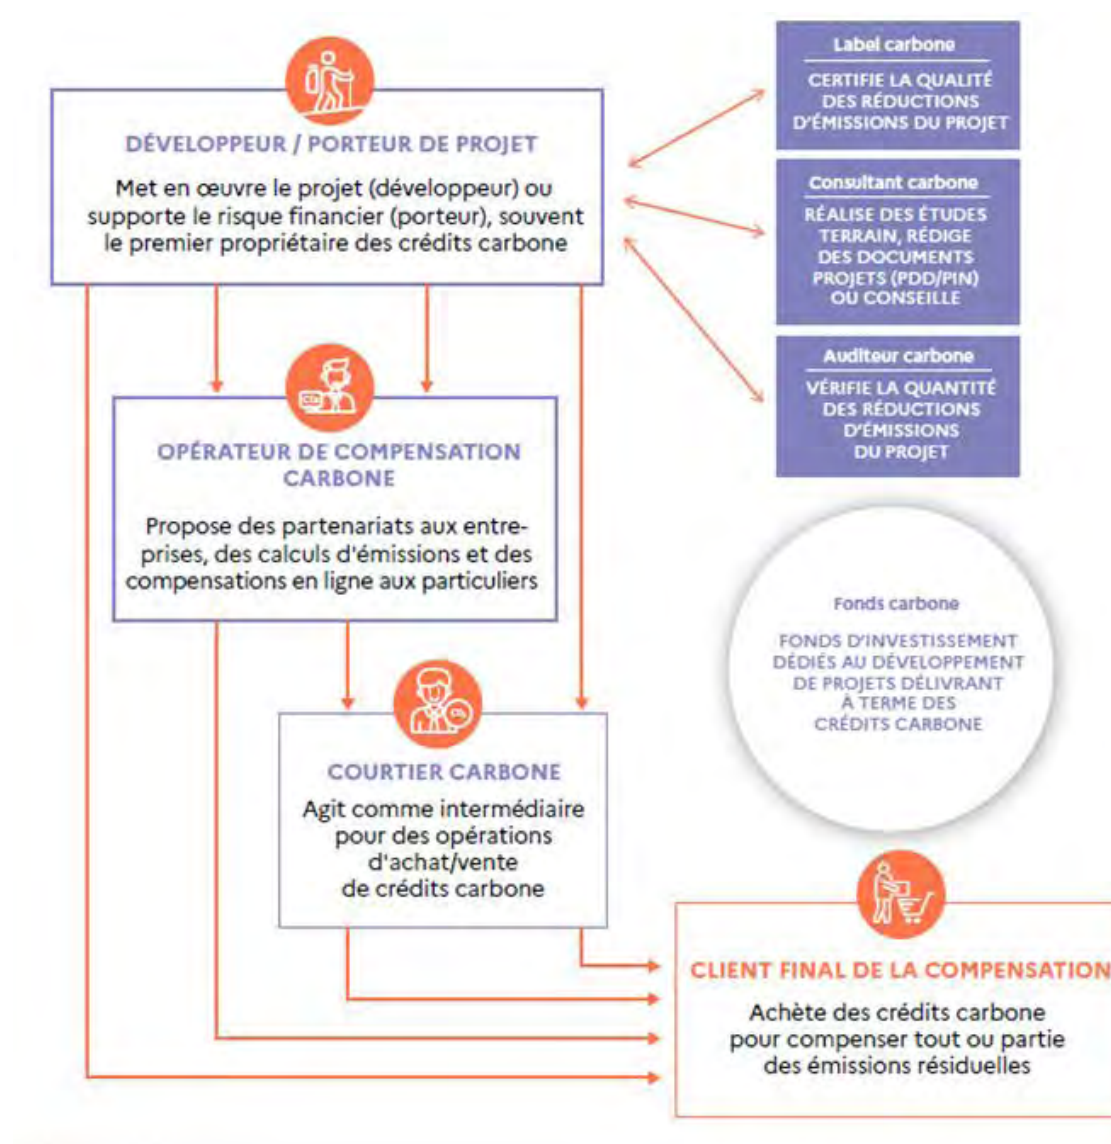 DÉVELOPPEUR / PORTEUR DE PROJET
Met en œuvre le projet (développeur) ou
supporte le risque financier (porteur), souvent
le premier propriétaire des crédits carbone
Label carbone
CERTIFIE LA QUALITÉ
DES RÉDUCTIONS
D'ÉMISSIONS DU PROJET
Consultant carbone
RÉALISE DES ÉTUDES
TERRAIN, RÉDIGE
DES DOCUMENTS
PROJETS (PDD/PIN)
OU CONSEILLE
Auditeur carbone
VÉRIFIE LA QUANTITÉ
DES RÉDUCTIONS
D'ÉMISSIONS
DU PROJET
OPÉRATEUR DE COMPENSATION
CARBONE
Propose des partenariats aux entre-
prises, des calculs d'émissions et des
compensations en ligne aux particuliers
Fonds carbone
FONDS D'INVESTISSEMENT
DÉDIÉS AU DÉVELOPPEMENT
DE PROJETS DÉLIVRANT
À TERME DES
CRÉDITS CARBONE
COURTIER CARBONE
Agit comme intermédiaire
pour des opérations
d'achat/vente
de crédits carbone
CLIENT FINAL DE LA COMPENSATION
Achète des crédits carbone
pour compenser tout ou partie
des émissions résiduelles